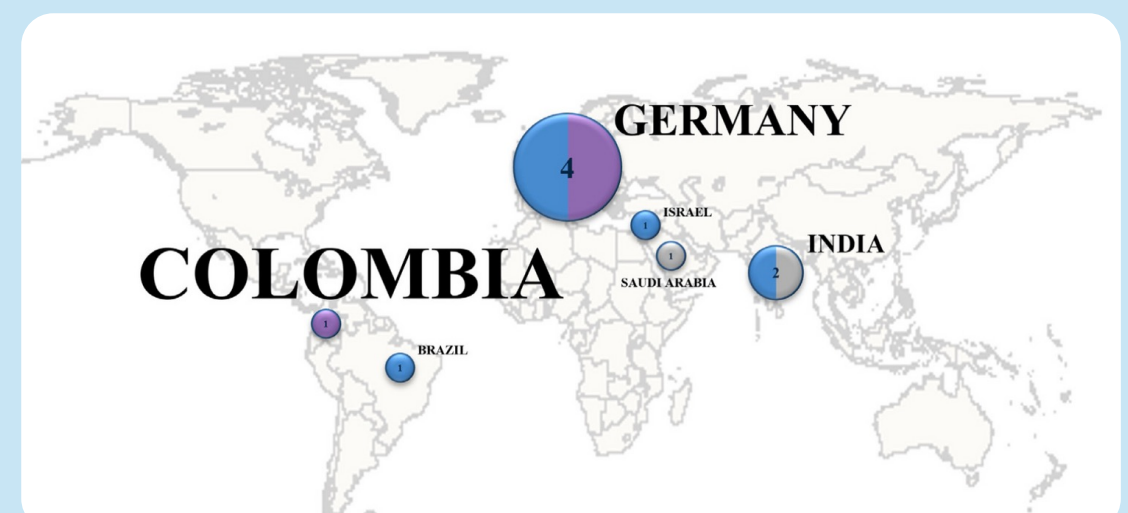 GERMANY
4
ISRAEL
1
INDIA
COLOMBIA
1
SAUDI ARABIA
2
1
BRAZIL
1